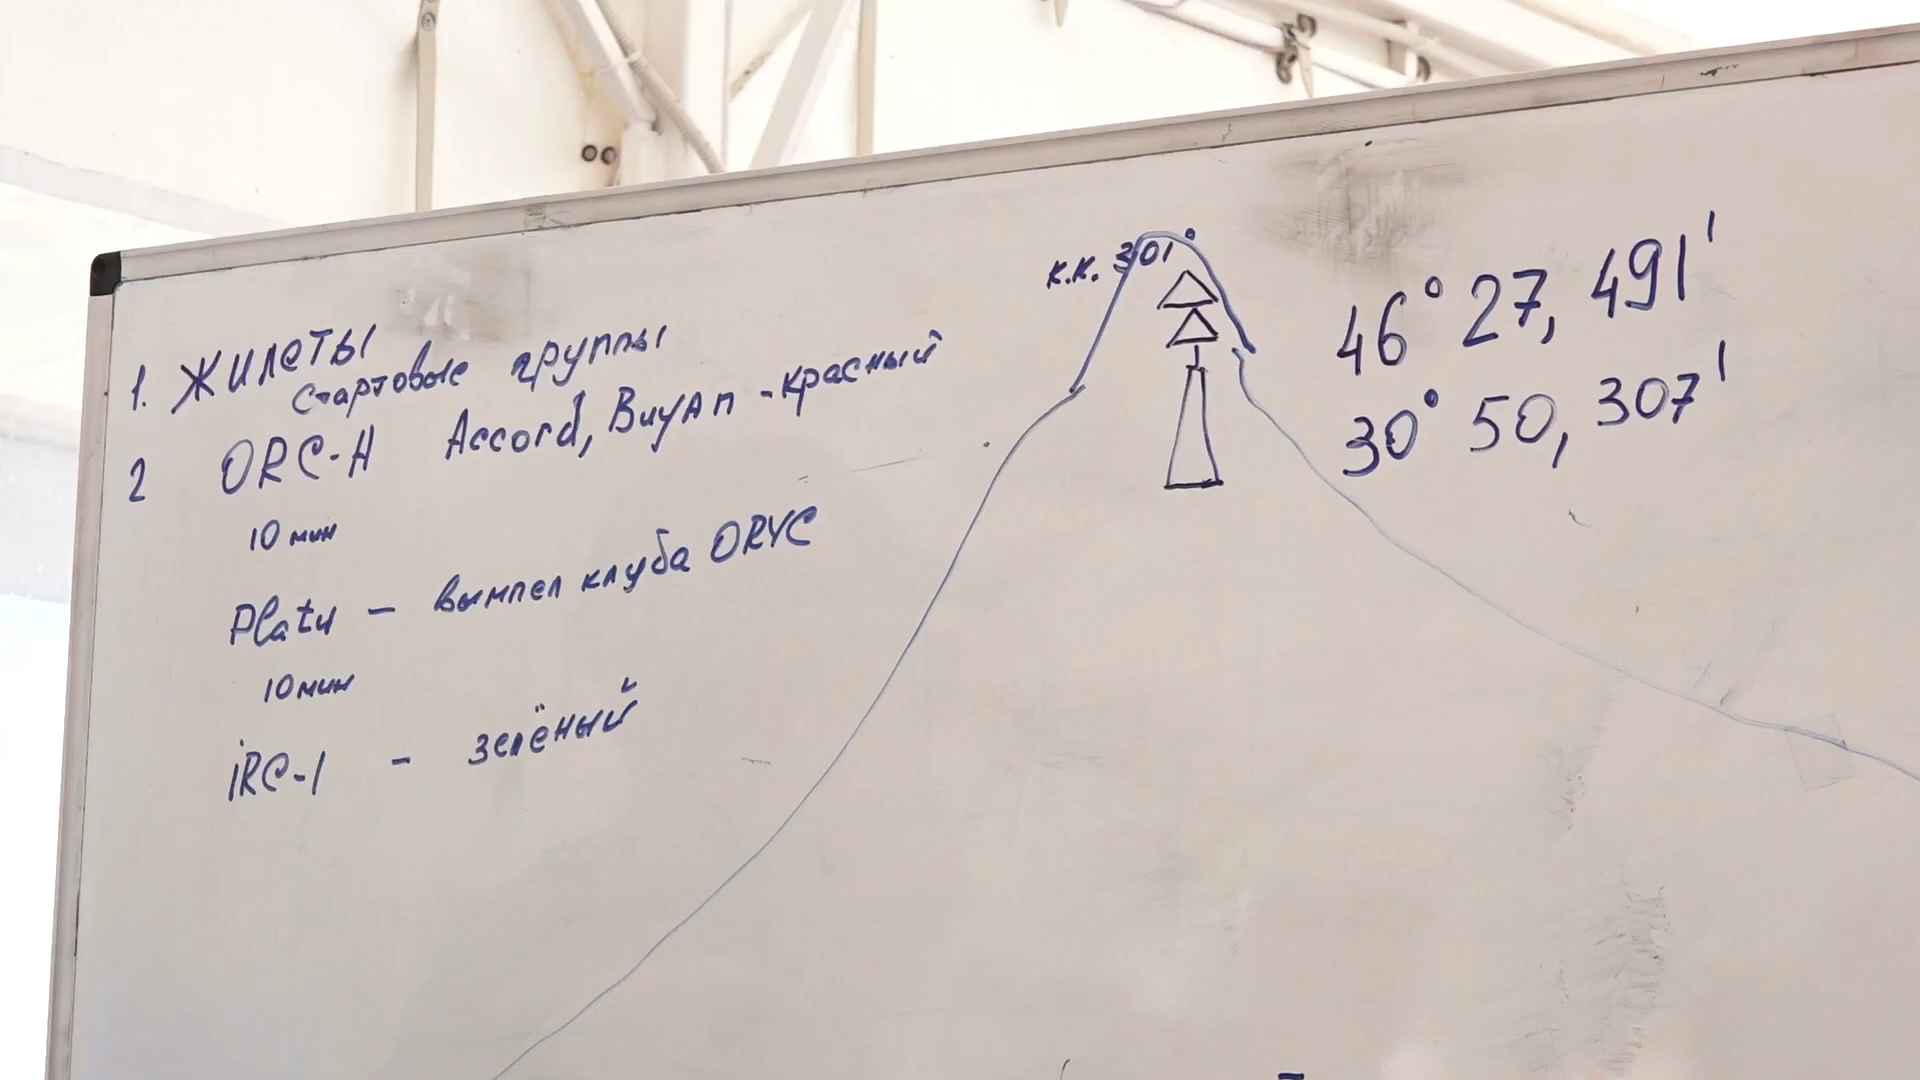 1. Жилеты
стартовые группы
2 ORC-H Accord, Вичап - красный
10 мин
Platu — вымпел клуба ORYC
10 мин
iRC-1 - зелёный
К.К. 301°
46° 27, 491'
30° 50, 307'